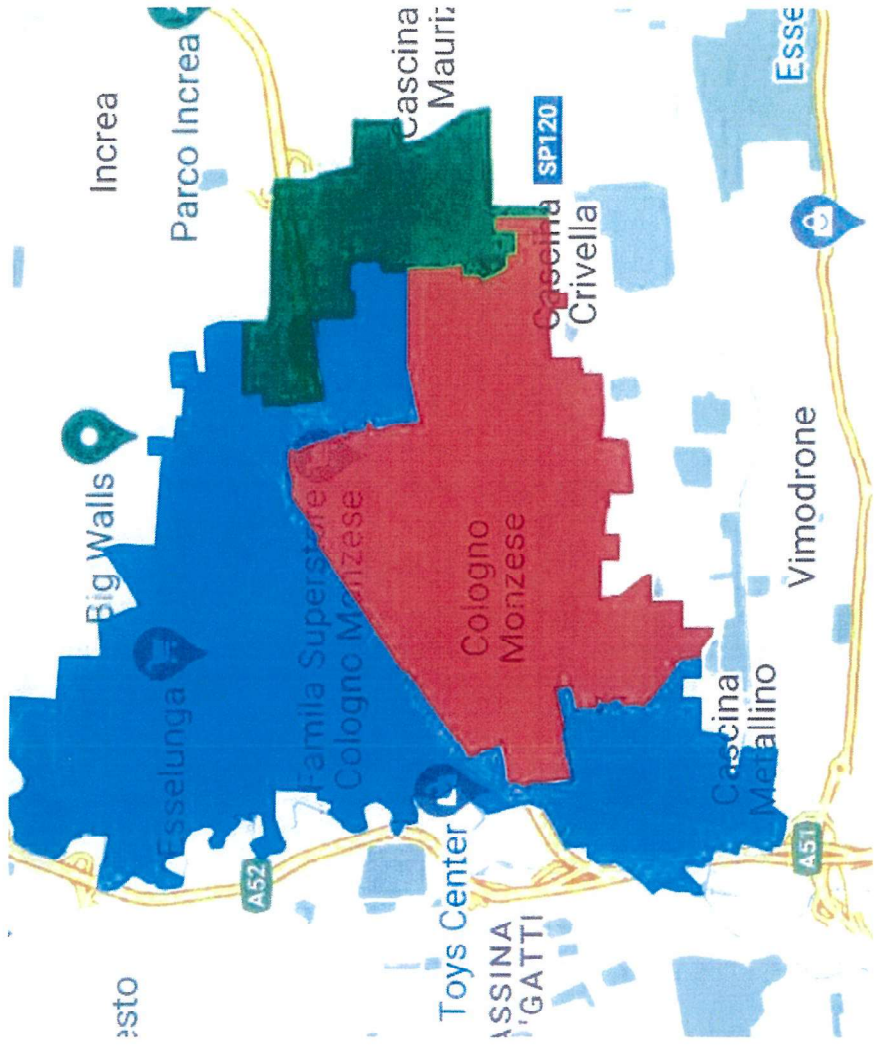 esto
Big Walls
Increa
Esselunga
Parco Increa
A52
Famila Superstore
Cologno Monzese
Cascina
Mauri
Toys Center
Cologno
Monzese
ASSINA
'GATTI
SP120
Cascina
Crivella
Cascina
Metallino
Esse
Vimodrone
A51